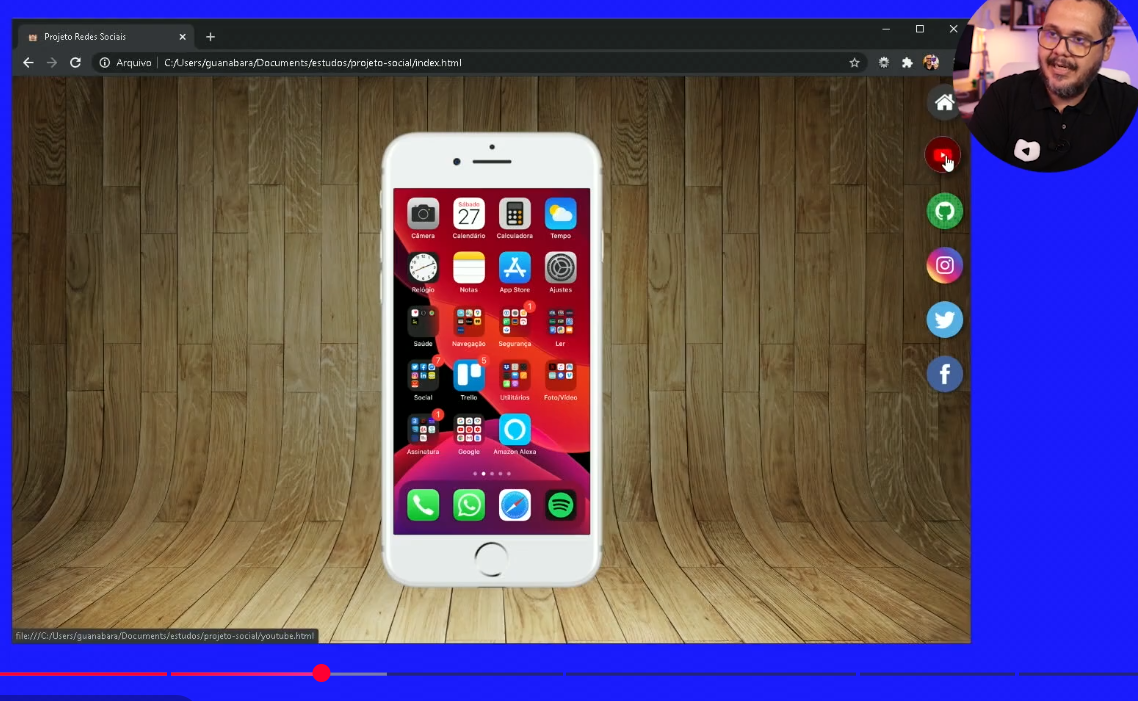 Projeto Redes Sociais
Arquivo | C:/Users/guanabara/Documents/estudos/projeto-social/index.html
Sábado
27
Câmera Calendário Calculadora Tempo
Relógio Notas App Store Ajustes
1
Saúde Navegação Segurança Ler
7 5
Social Trello Utilitários Foto/Vídeo
1
Assinatura Google Amazon Alexa
file:///C:/Users/guanabara/Documents/estudos/projeto-social/youtube.html